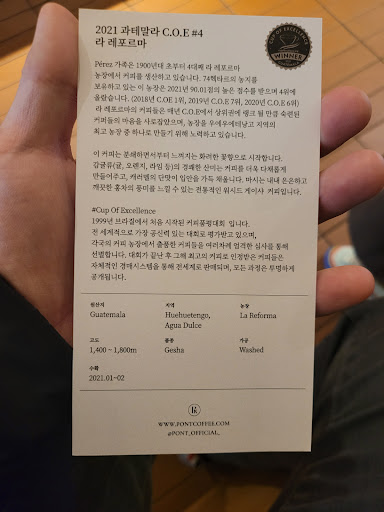 2021 과테말라 C.O.E #4
라 레포르마
CUP OF EXCELLENCE
WINNER
Pérez 가족은 1900년대 초부터 4대째 라 레포르마
농장에서 커피를 생산하고 있습니다. 74헥타르의 농지를
보유하고 있는 이 농장은 2021년 90.01점의 높은 점수를 받으며 4위에
올랐습니다. (2018년 COE 1위, 2019년 C.O.E 7위, 2020년 C.O.E 6위)
라 레포르마의 커피들은 매년 C.O.E에서 상위권에 랭크 될 만큼 숙련된
커피들의 마음을 사로잡았으며, 농장을 우에우에테낭고 지역의
최고 농장 중 하나로 만들기 위해 노력하고 있습니다.
이 커피는 분쇄하면서부터 느껴지는 화려한 꽃향으로 시작합니다.
감귤류(귤, 오렌지, 라임 등)의 경쾌한 산미는 커피를 더욱 다채롭게
만들어주고, 캐러멜의 단맛이 입안을 가득 채웁니다. 마시는 내내 은은하고
깨끗한 홍차의 풍미를 느낄 수 있는 전통적인 워시드 게이샤 커피입니다.
#Cup Of Excellence
1999년 브라질에서 처음 시작된 커피품평대회 입니다.
전 세계적으로 가장 공신력 있는 대회로 평가받고 있으며,
각국의 커피 농장에서 출품한 커피들을 여러차례 엄격한 심사를 통해
선별합니다. 대회가 끝난 후 그해 최고의 커피로 인정받은 커피들은
자체적인 경매시스템을 통해 전세계로 판매되며, 모든 과정은 투명하게
공개됩니다.
원산지 지역 농장
Guatemala Huehuetengo, La Reforma
Agua Dulce
고도 품종 가공
1,400 ~ 1,800m Gesha Washed
수확
2021.01~02
WWW.PONTCOFFEE.COM
@PONT_OFFICIAL_